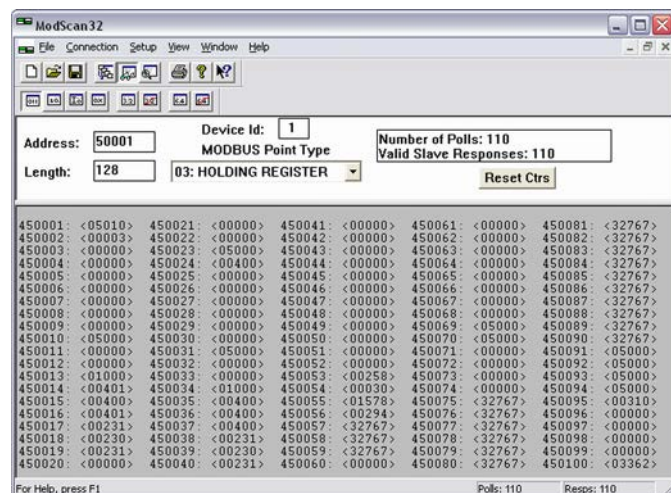 ModScan32
File Connection Setup View Window Help
Device Id: 1
Address: 50001
MODBUS Point Type
Number of Polls: 110
Valid Slave Responses: 110
Length: 128
03: HOLDING REGISTER
Reset Ctrs
450001: <05010> 450021: <00000> 450041: <00000> 450061: <00000> 450081: <32767>
450002: <00003> 450022: <00000> 450042: <00000> 450062: <00000> 450082: <32767>
450003: <00000> 450023: <05000> 450043: <00000> 450063: <00000> 450083: <32767>
450004: <00000> 450024: <00400> 450044: <00000> 450064: <00000> 450084: <32767>
450005: <00000> 450025: <00000> 450045: <00000> 450065: <00000> 450085: <32767>
450006: <00000> 450026: <00000> 450046: <00000> 450066: <00000> 450086: <32767>
450007: <00000> 450027: <00000> 450047: <00000> 450067: <00000> 450087: <32767>
450008: <00000> 450028: <00000> 450048: <00000> 450068: <00000> 450088: <32767>
450009: <00000> 450029: <00000> 450049: <00000> 450069: <05000> 450089: <32767>
450010: <05000> 450030: <00000> 450050: <00000> 450070: <05000> 450090: <32767>
450011: <00000> 450031: <05000> 450051: <00000> 450071: <00000> 450091: <05000>
450012: <00000> 450032: <00000> 450052: <00000> 450072: <00000> 450092: <05000>
450013: <01000> 450033: <00000> 450053: <00258> 450073: <00000> 450093: <05000>
450014: <00401> 450034: <01000> 450054: <00030> 450074: <00000> 450094: <05000>
450015: <00400> 450035: <00400> 450055: <01578> 450075: <32767> 450095: <00310>
450016: <00401> 450036: <00400> 450056: <00294> 450076: <32767> 450096: <00000>
450017: <00231> 450037: <00400> 450057: <32767> 450077: <32767> 450097: <00000>
450018: <00230> 450038: <00231> 450058: <32767> 450078: <32767> 450098: <00000>
450019: <00231> 450039: <00230> 450059: <32767> 450079: <32767> 450099: <00000>
450020: <00000> 450040: <00231> 450060: <00000> 450080: <32767> 450100: <03362>
For Help, press F1
Polls: 110
Resps: 110